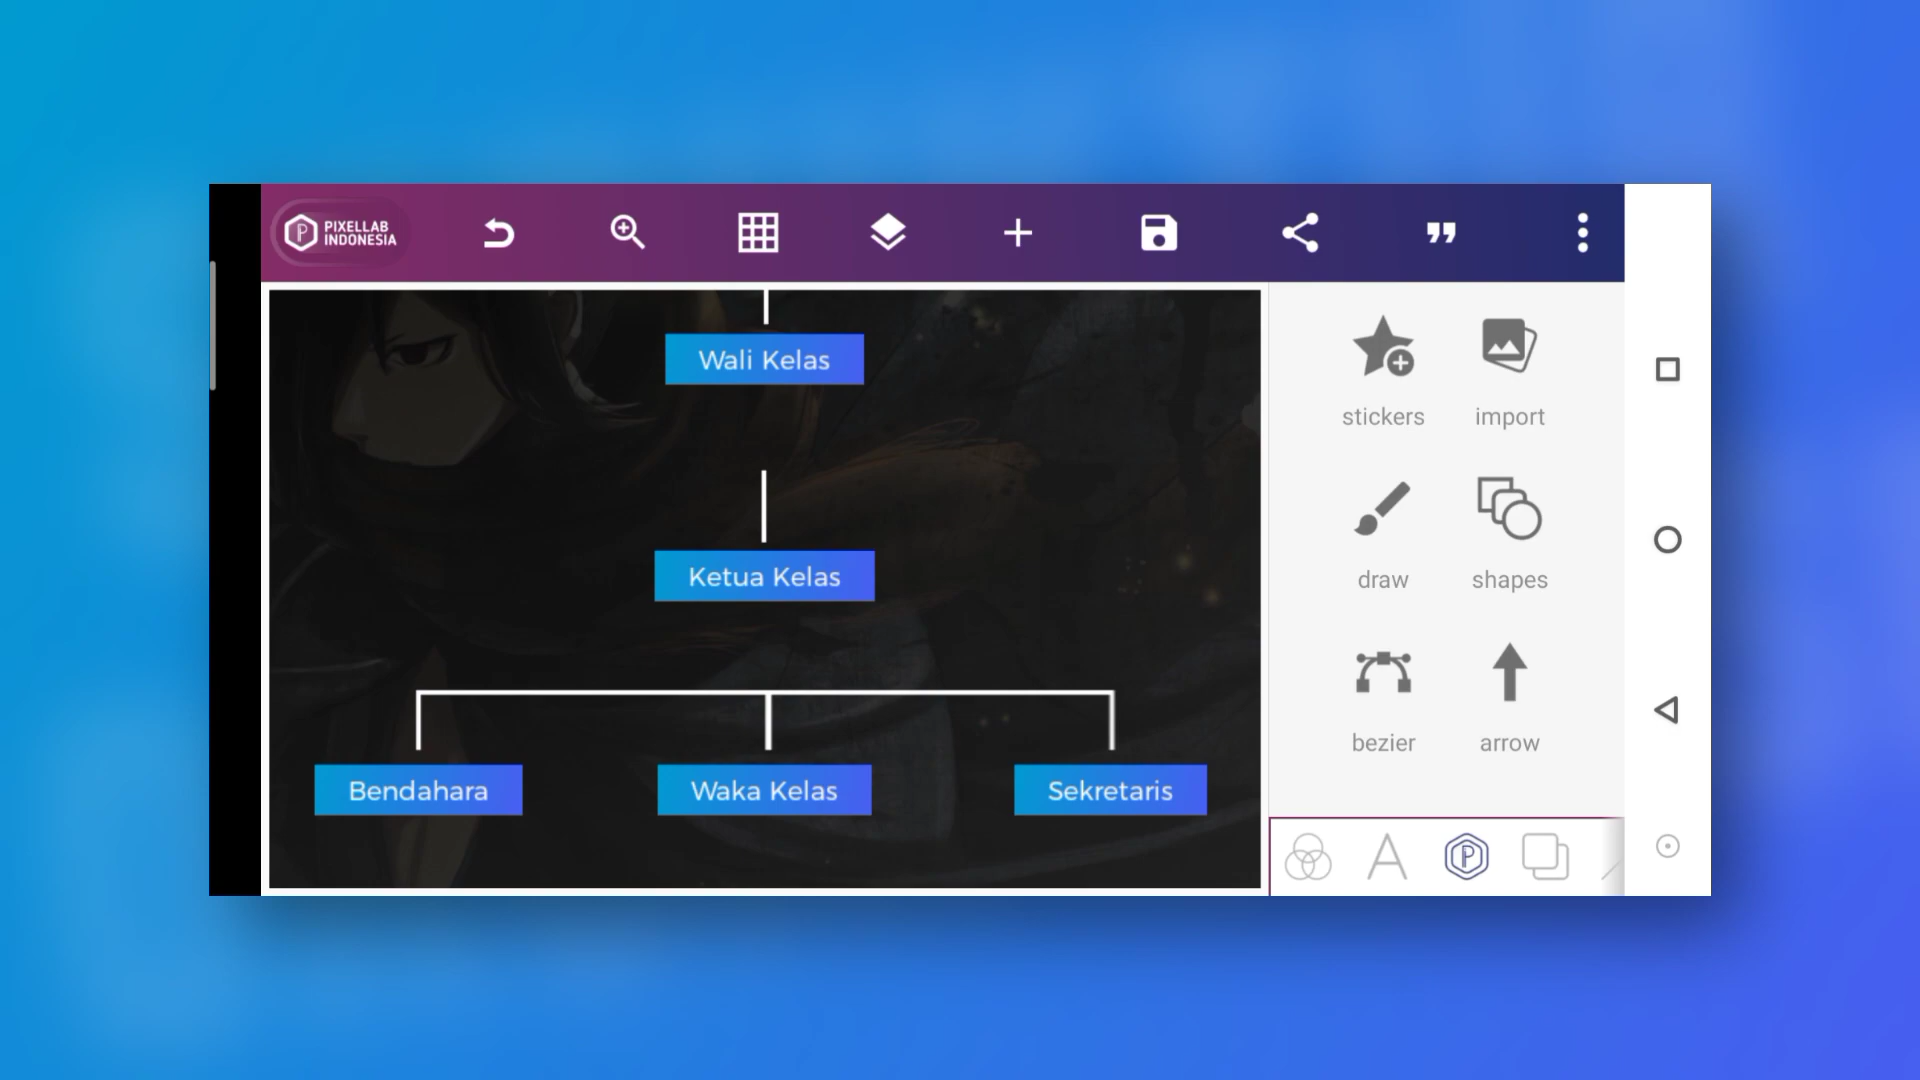 PIXELLAB
INDONESIA
Wali Kelas
Ketua Kelas
Bendahara
Waka Kelas
Sekretaris
stickers
import
draw
shapes
bezier
arrow